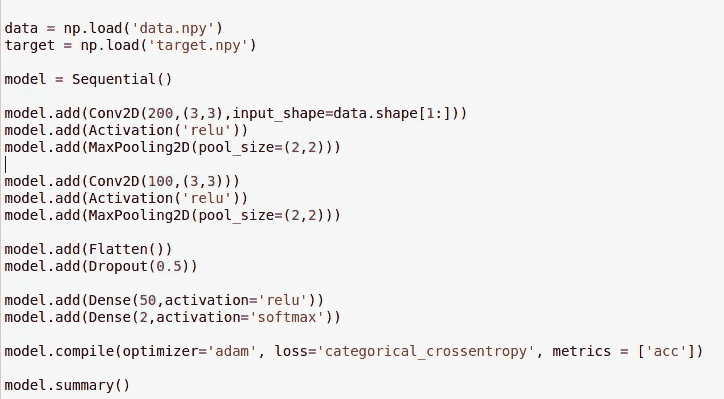 data = np.load('data.npy')
target = np.load('target.npy')
model = Sequential()
model.add(Conv2D(200,(3,3),input_shape=data.shape[1:]))
model.add(Activation('relu'))
model.add(MaxPooling2D(pool_size=(2,2)))
model.add(Conv2D(100,(3,3)))
model.add(Activation('relu'))
model.add(MaxPooling2D(pool_size=(2,2)))
model.add(Flatten())
model.add(Dropout(0.5))
model.add(Dense(50,activation='relu'))
model.add(Dense(2,activation='softmax'))
model.compile(optimizer='adam', loss='categorical_crossentropy', metrics = ['acc'])
model.summary()